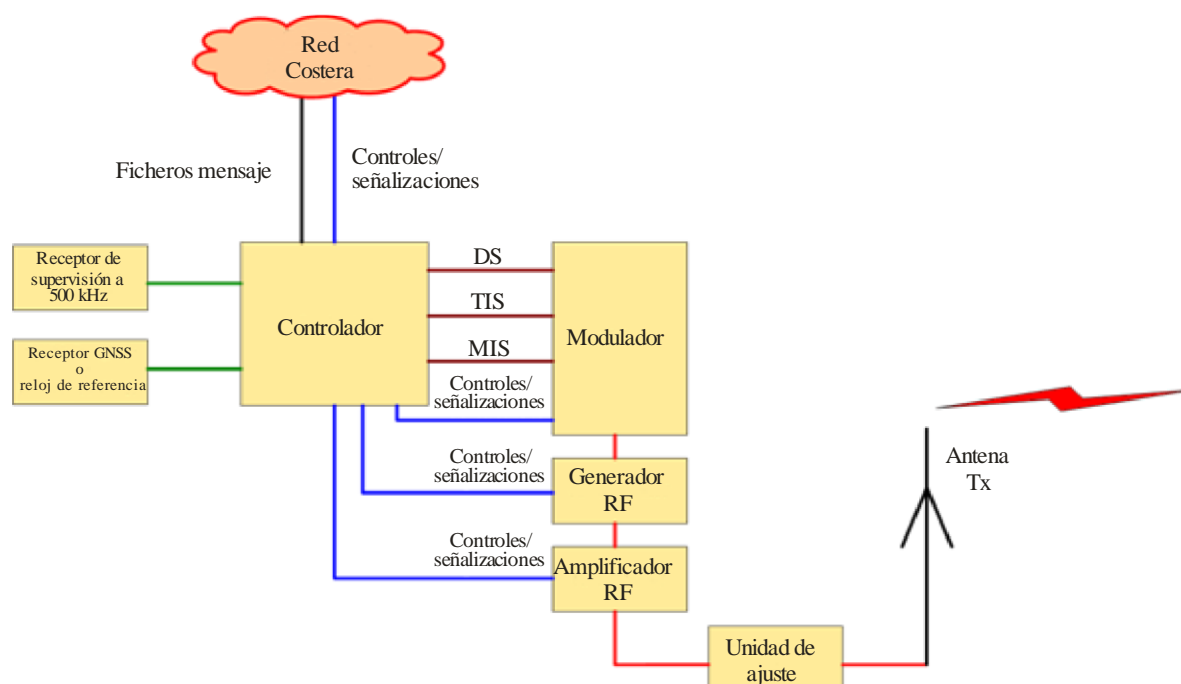 Red
Costera
Ficheros mensaje
Controles/
señalizaciones
Receptor de
supervisión a
500 kHz
Receptor GNSS
o
reloj de referencia
Controlador
DS
TIS
MIS
Controles/
señalizaciones
Modulador
Controles/
señalizaciones
Generador
RF
Controles/
señalizaciones
Amplificador
RF
Unidad de
ajuste
Antena
Tx